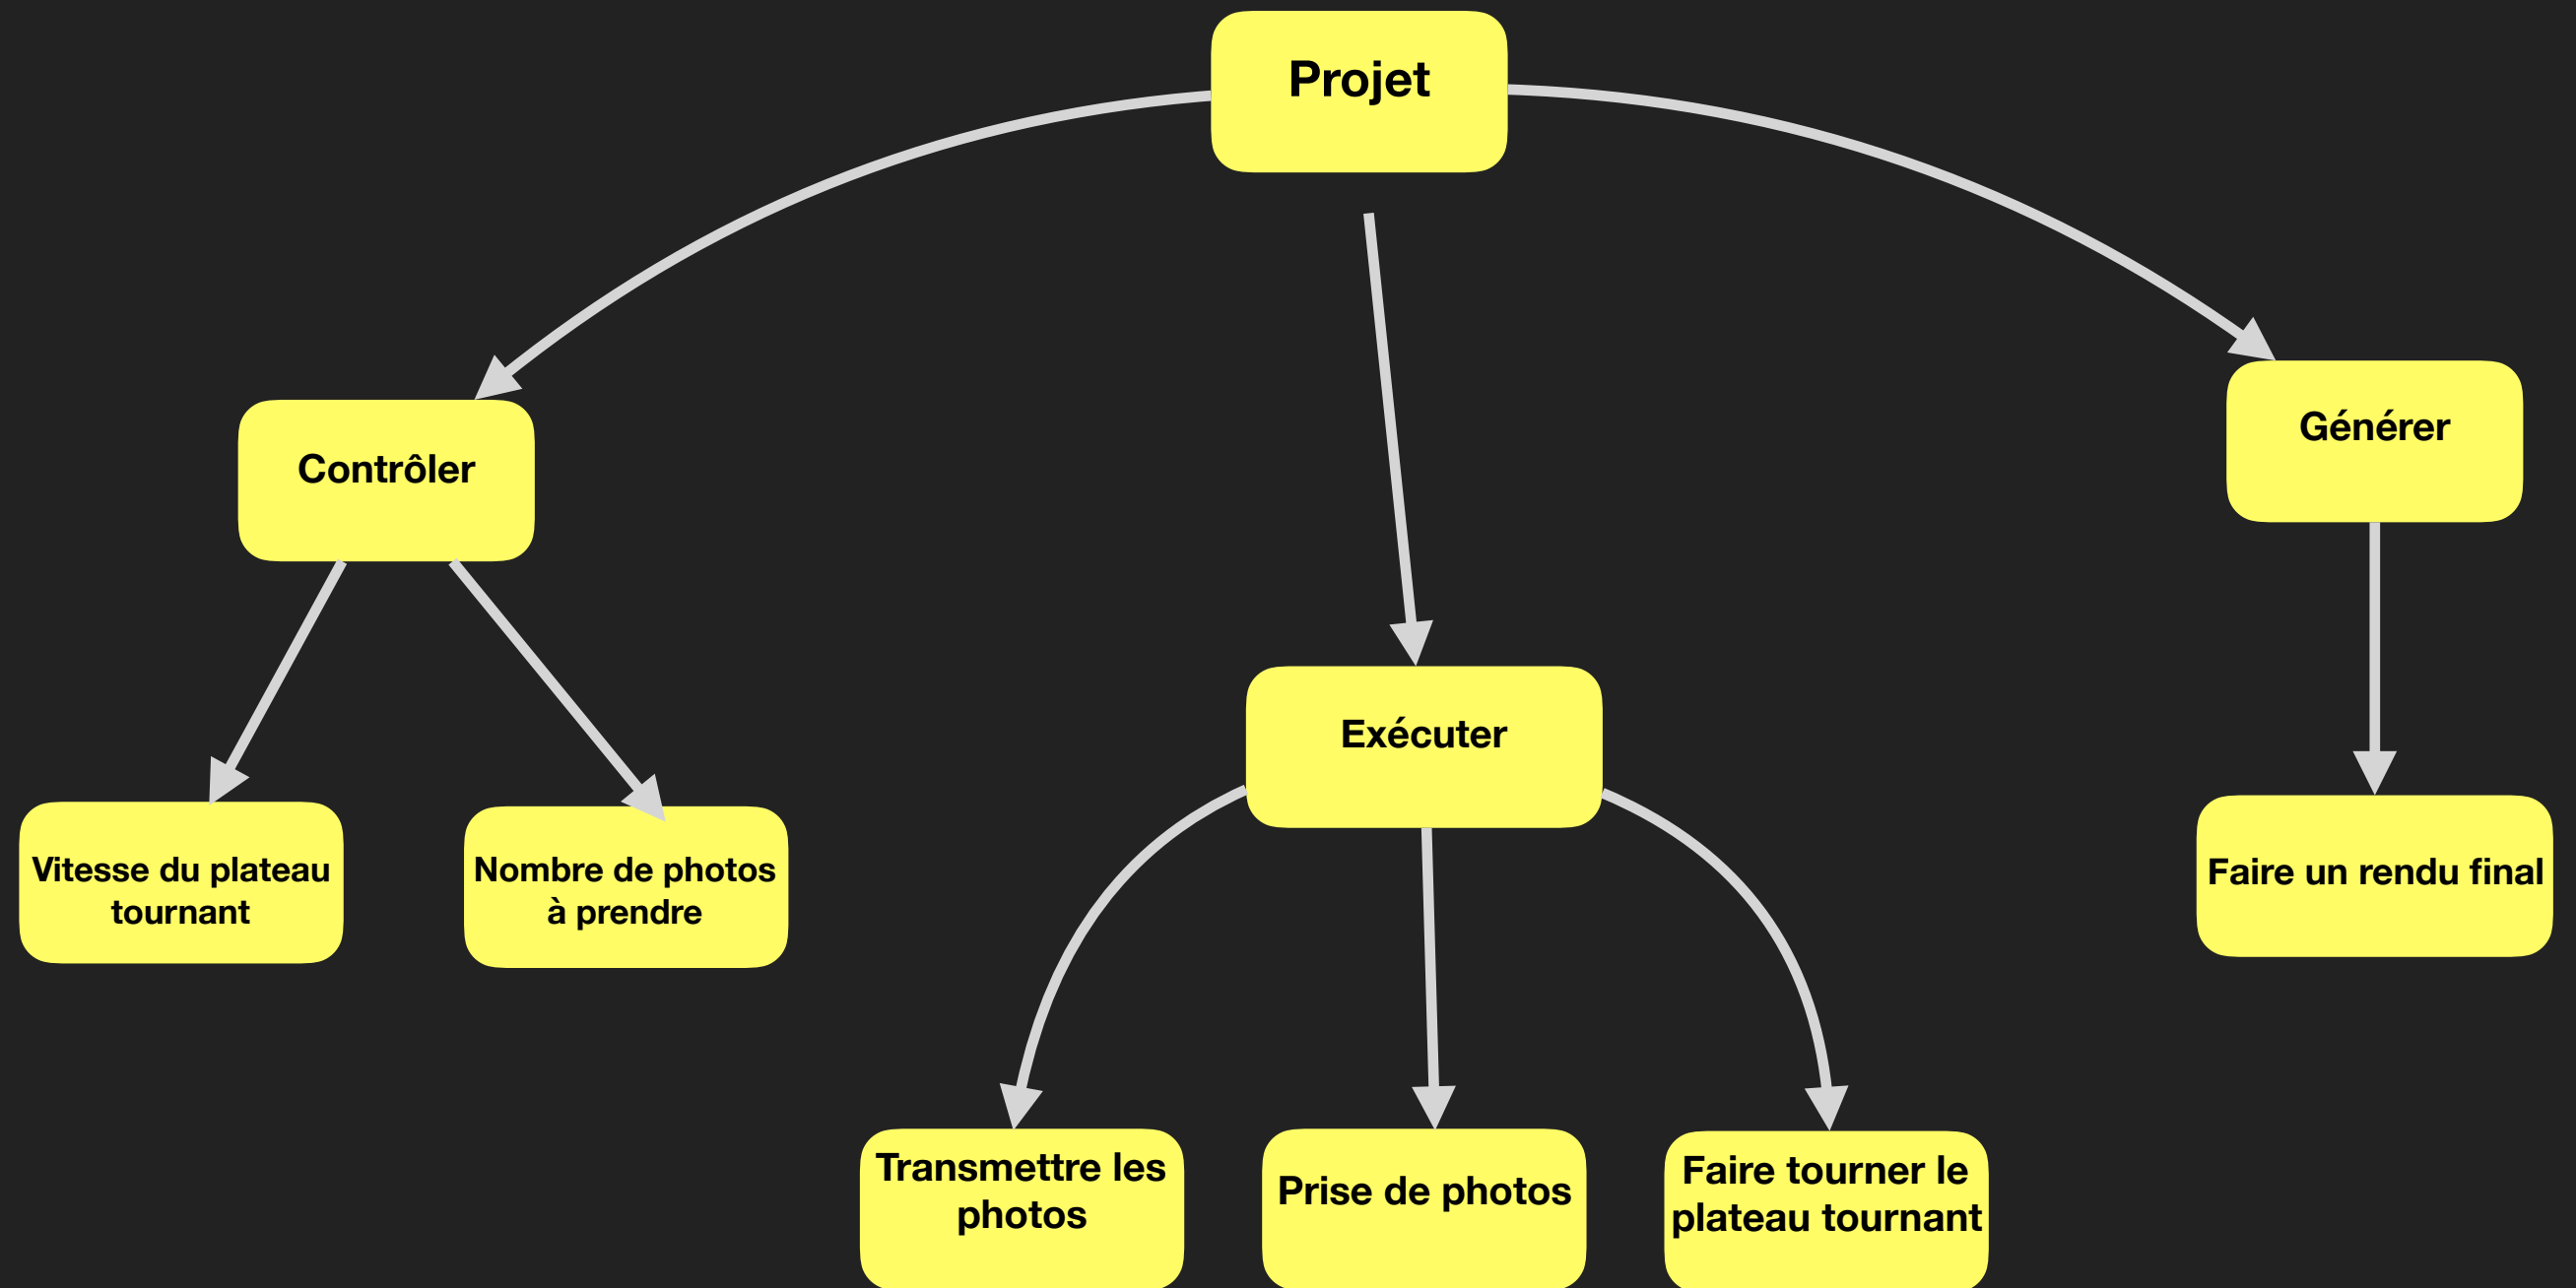 Projet
Contrôler
Générer
Exécuter
Vitesse du plateau
tournant
Nombre de photos
à prendre
Faire un rendu final
Transmettre les
photos
Prise de photos
Faire tourner le
plateau tournant